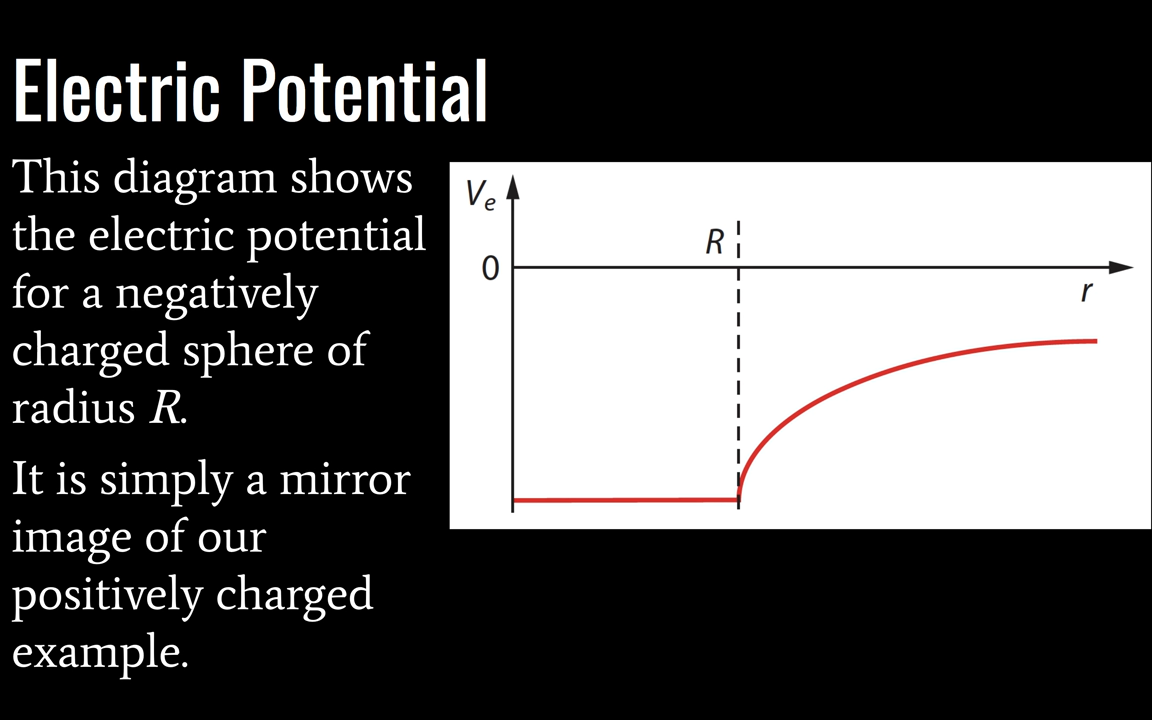 Electric Potential
This diagram shows
the electric potential
for a negatively
charged sphere of
radius R.
It is simply a mirror
image of our
positively charged
example.
Ve
R
0
r